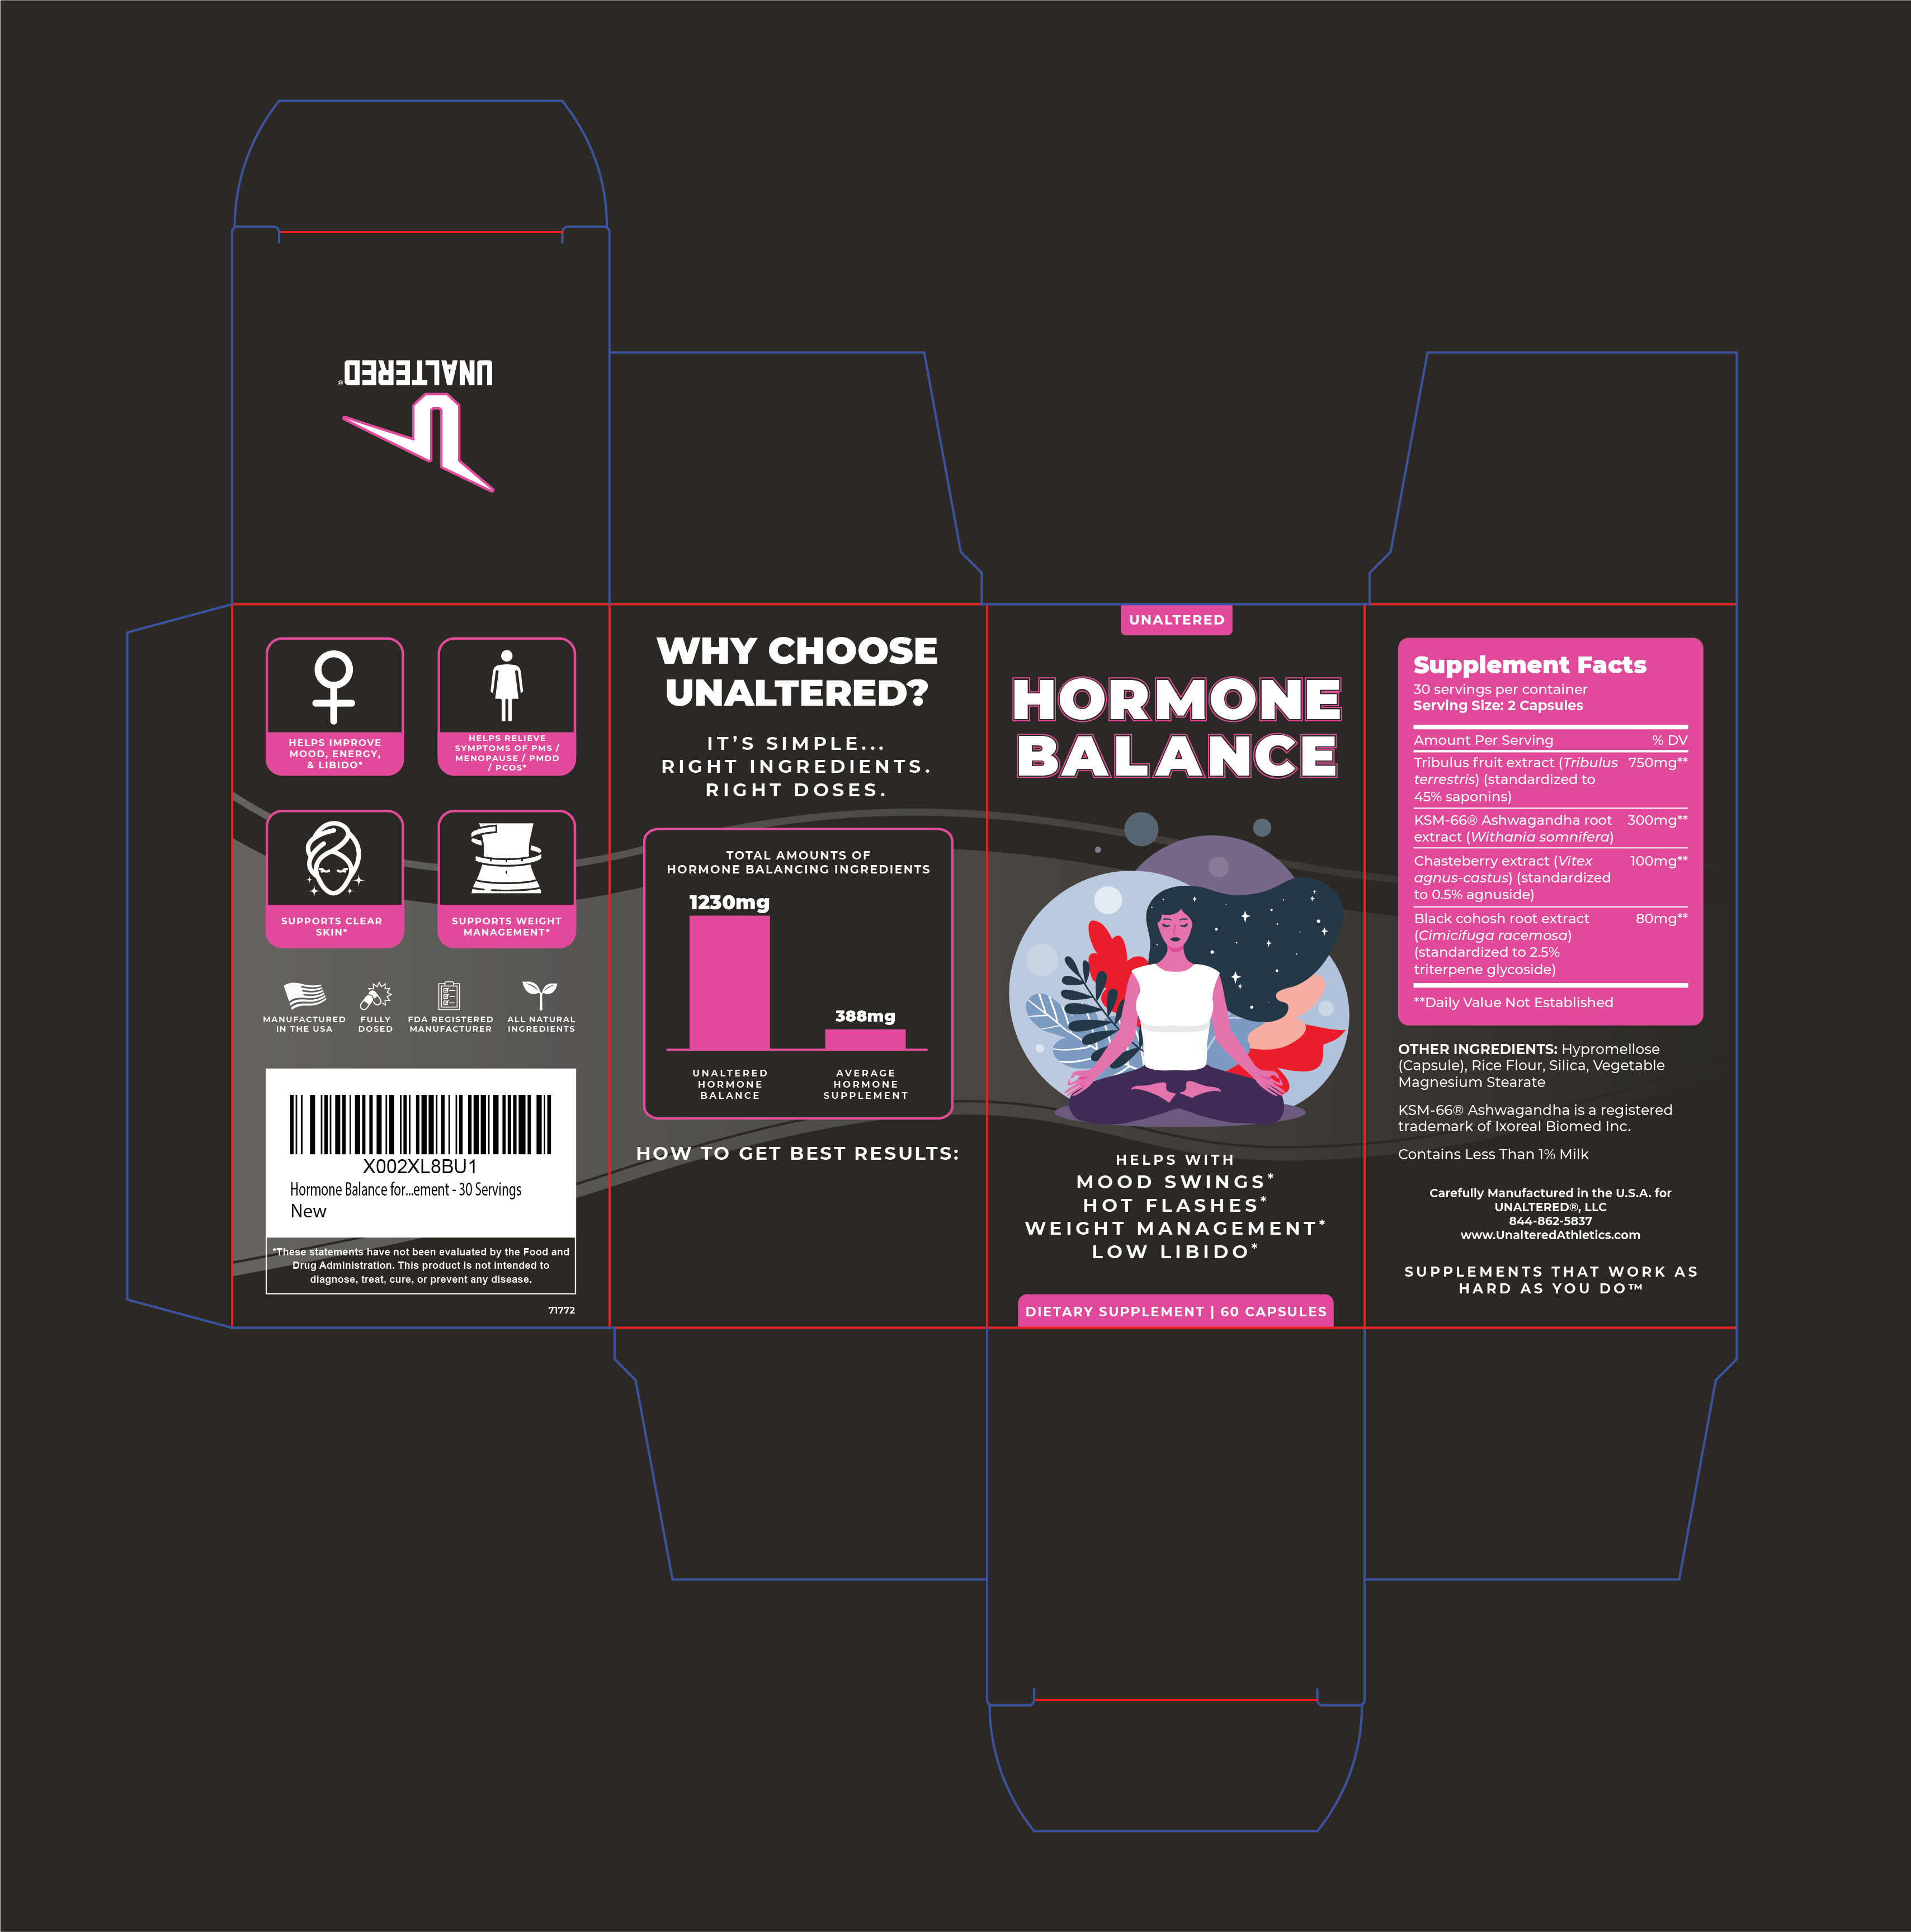 UNALTERED®
HELPS IMPROVE
MOOD, ENERGY,
& LIBIDO*
HELPS RELIEVE
SYMPTOMS OF PMS /
MENOPAUSE / PMDD
/ PCOS*
SUPPORTS CLEAR
SKIN*
SUPPORTS WEIGHT
MANAGEMENT*
MANUFACTURED
IN THE USA
FULLY
DOSED
FDA REGISTERED
MANUFACTURER
ALL NATURAL
INGREDIENTS
X002XL8BU1
Hormone Balance for...ement - 30 Servings
New
*These statements have not been evaluated by the Food and
Drug Administration. This product is not intended to
diagnose, treat, cure, or prevent any disease.
71772
WHY CHOOSE
UNALTERED?
IT’S SIMPLE...
RIGHT INGREDIENTS.
RIGHT DOSES.
TOTAL AMOUNTS OF
HORMONE BALANCING INGREDIENTS
1230mg
388mg
UNALTERED
HORMONE
BALANCE
AVERAGE
HORMONE
SUPPLEMENT
HOW TO GET BEST RESULTS:
UNALTERED
HORMONE
BALANCE
HELPS WITH
MOOD SWINGS*
HOT FLASHES*
WEIGHT MANAGEMENT*
LOW LIBIDO*
DIETARY SUPPLEMENT | 60 CAPSULES
Supplement Facts
30 servings per container
Serving Size: 2 Capsules
Amount Per Serving % DV
Tribulus fruit extract (Tribulus 750mg**
terrestris) (standardized to
45% saponins)
KSM-66® Ashwagandha root 300mg**
extract (Withania somnifera)
Chasteberry extract (Vitex 100mg**
agnus-castus) (standardized
to 0.5% agnuside)
Black cohosh root extract 80mg**
(Cimicifuga racemosa)
(standardized to 2.5%
triterpene glycoside)
**Daily Value Not Established
OTHER INGREDIENTS: Hypromellose
(Capsule), Rice Flour, Silica, Vegetable
Magnesium Stearate
KSM-66® Ashwagandha is a registered
trademark of Ixoreal Biomed Inc.
Contains Less Than 1% Milk
Carefully Manufactured in the U.S.A. for
UNALTERED®, LLC
844-862-5837
www.UnalteredAthletics.com
SUPPLEMENTS THAT WORK AS
HARD AS YOU DO™